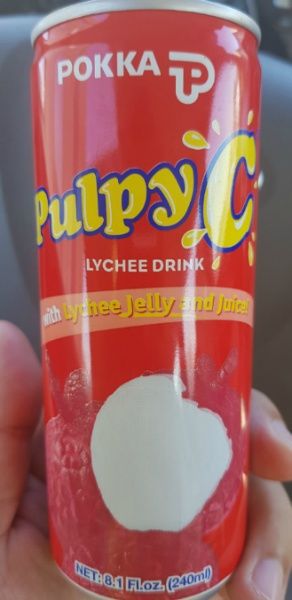 POKKA
Pulpy C
LYCHEE DRINK
with Lychee Jelly and Juice!
NET: 8.1 Fl.oz. (240ml)